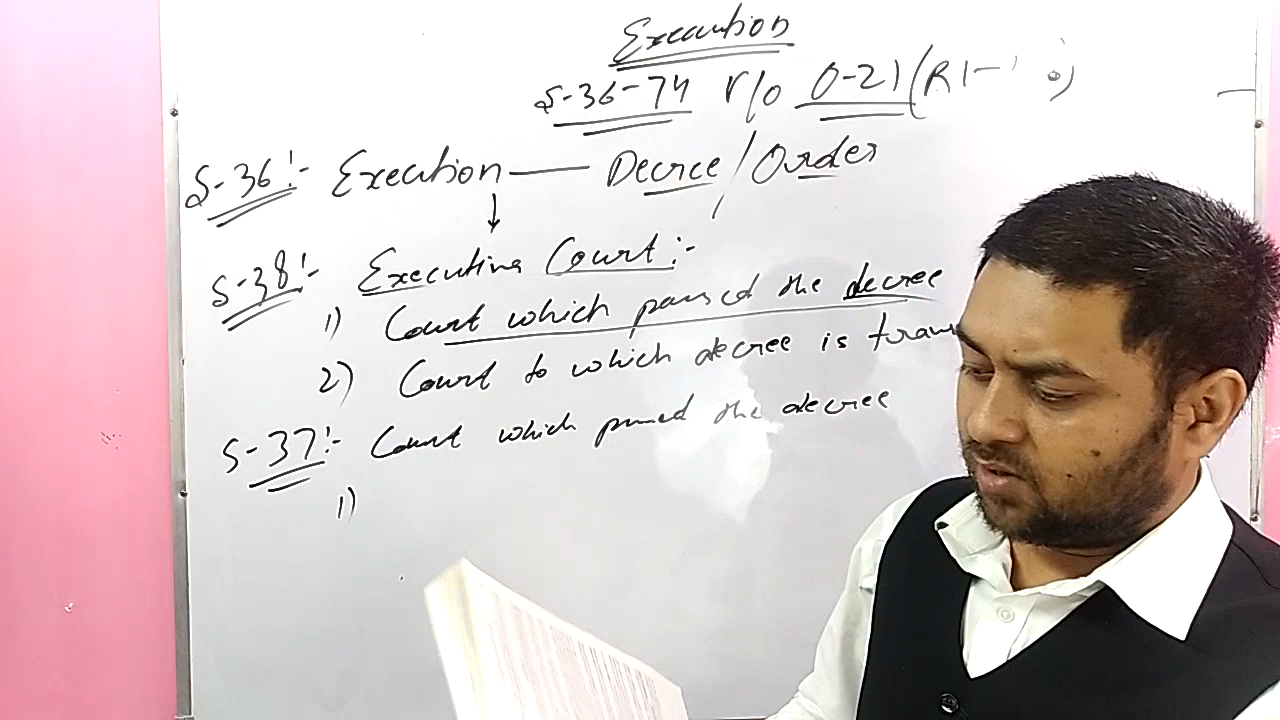 Execution
S-36-74 r/o O-21 (R1-
S-36:- Execution — Decree/Order
S-38:- Executing Court:-
1) Court which passed the decree
2) Court to which decree is
S-37:- Court which passed the decree
1)